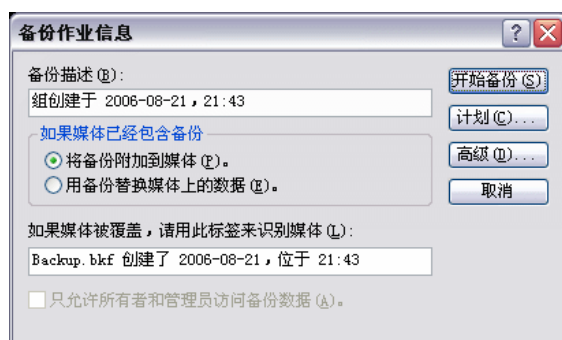 备份作业信息
备份描述(B):
开始备份(S)
组创建于 2006-08-21，21:43
计划(C)...
如果媒体已经包含备份
将备份附加到媒体(P)。
高级(D)...
用备份替换媒体上的数据(E)。
取消
如果媒体被覆盖，请用此标签来识别媒体(L):
Backup.bkf 创建了 2006-08-21，位于 21:43
只允许所有者和管理员访问备份数据(A)。